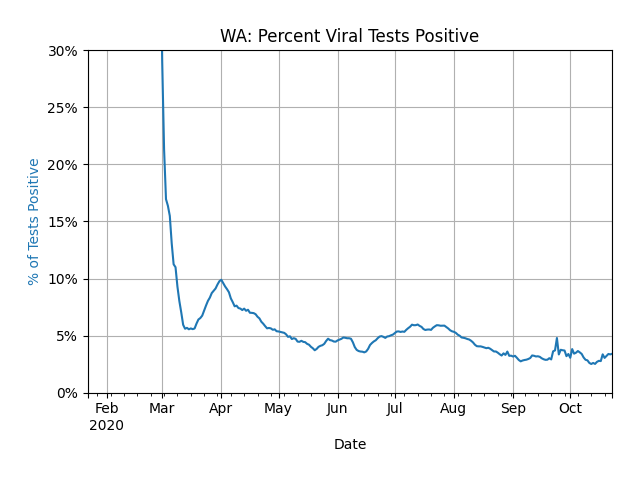 WA: Percent Viral Tests Positive
% of Tests Positive
30%
25%
20%
15%
10%
5%
0%
Feb Mar Apr May Jun Jul Aug Sep Oct
2020
Date